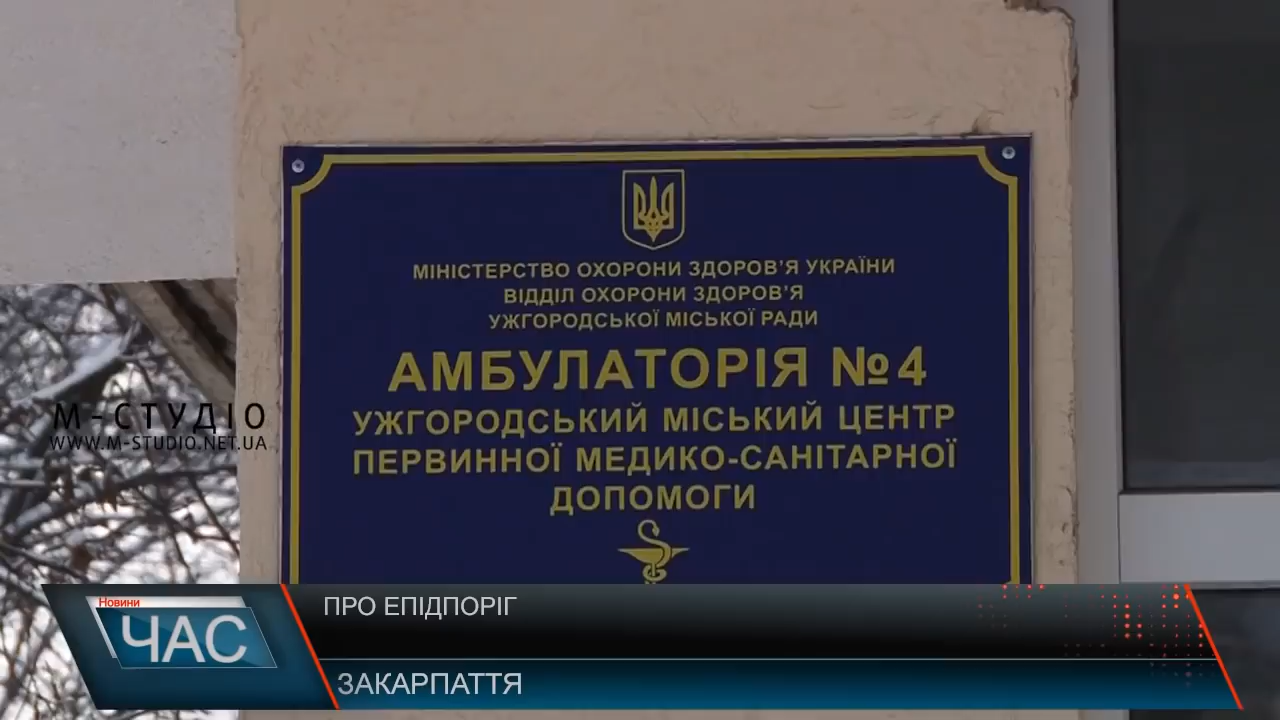 МІНІСТЕРСТВО ОХОРОНИ ЗДОРОВ'Я УКРАЇНИ
ВІДДІЛ ОХОРОНИ ЗДОРОВ'Я
УЖГОРОДСЬКОЇ МІСЬКОЇ РАДИ
АМБУЛАТОРІЯ №4
УЖГОРОДСЬКИЙ МІСЬКИЙ ЦЕНТР
ПЕРВИННОЇ МЕДИКО-САНІТАРНОЇ
ДОПОМОГИ
М-СТУДІО
WWW.M-STUDIO.NET.UA
Новини
ЧАС
ПРО ЕПІДПОРІГ
ЗАКАРПАТТЯ